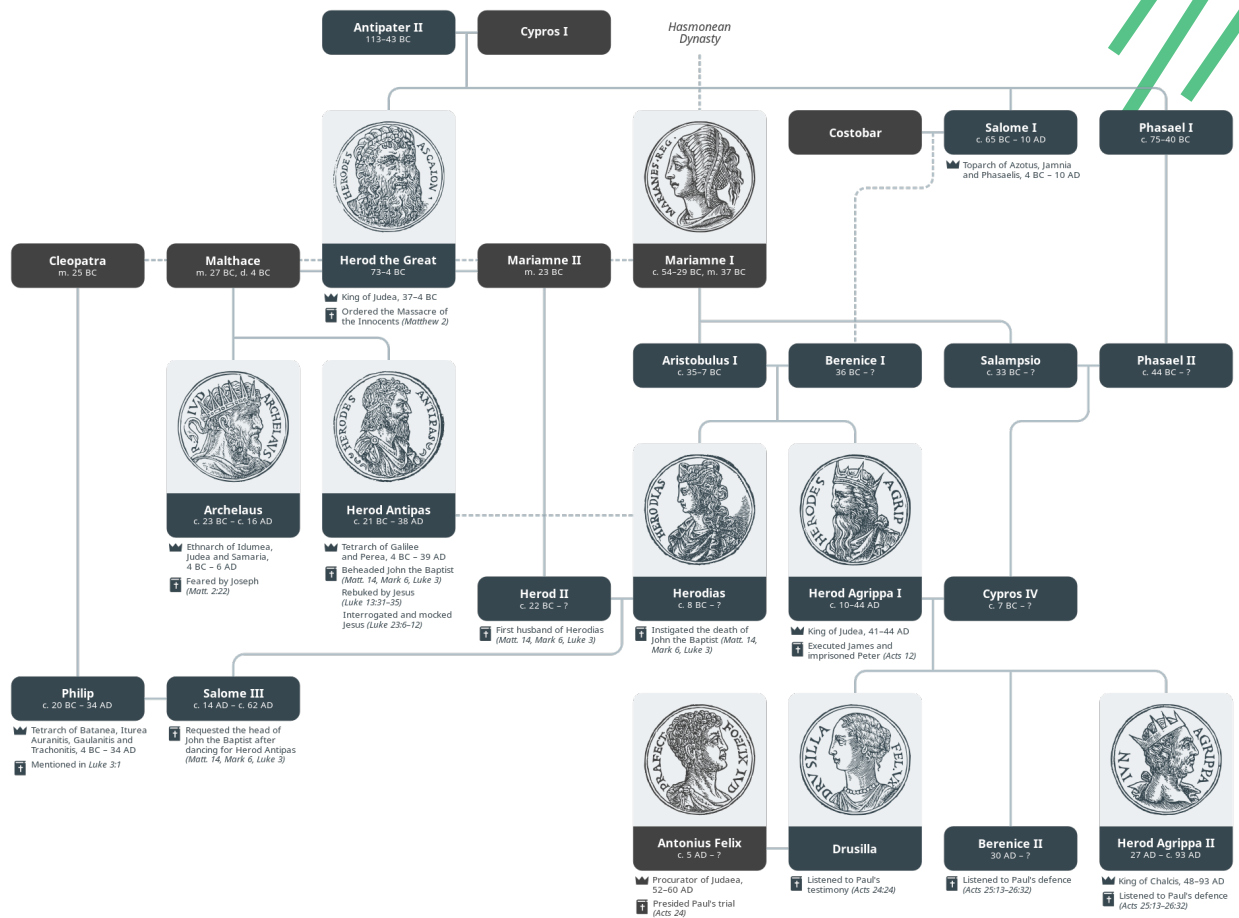 Antipater II
113–43 BC
Cypros I
Hasmonean
Dynasty
HERODES ASCALON.
MARIANES·REG·
Costobar
Salome I
c. 65 BC – 10 AD
Toparch of Azotus, Jamnia
and Phasaelis, 4 BC – 10 AD
Phasael I
c. 75–40 BC
Cleopatra
m. 25 BC
Malthace
m. 27 BC, d. 4 BC
Herod the Great
73–4 BC
King of Judea, 37–4 BC
Ordered the Massacre of
the Innocents (Matthew 2)
Mariamne II
m. 23 BC
Mariamne I
c. 54–29 BC, m. 37 BC
Aristobulus I
c. 35–7 BC
Berenice I
36 BC – ?
Salampsio
c. 33 BC – ?
Phasael II
c. 44 BC – ?
ARCHELAVS IVD R
HERODES ANTIPAS
HERODIAS
HERODES AGRIP
Archelaus
c. 23 BC – c. 16 AD
Ethnarch of Idumea,
Judea and Samaria,
4 BC – 6 AD
Feared by Joseph
(Matt. 2:22)
Herod Antipas
c. 21 BC – 38 AD
Tetrarch of Galilee
and Perea, 4 BC – 39 AD
Beheaded John the Baptist
(Matt. 14, Mark 6, Luke 3)
Rebuked by Jesus
(Luke 13:31–35)
Interrogated and mocked
Jesus (Luke 23:6–12)
Herod II
c. 22 BC – ?
First husband of Herodias
(Matt. 14, Mark 6, Luke 3)
Herodias
c. 8 BC – ?
Instigated the death of
John the Baptist (Matt. 14,
Mark 6, Luke 3)
Herod Agrippa I
c. 10–44 AD
King of Judea, 41–44 AD
Executed James and
imprisoned Peter (Acts 12)
Cypros IV
c. 7 BC – ?
Philip
c. 20 BC – 34 AD
Tetrarch of Batanea, Iturea
Auranitis, Gaulanitis and
Trachonitis, 4 BC – 34 AD
Mentioned in Luke 3:1
Salome III
c. 14 AD – c. 62 AD
Requested the head of
John the Baptist after
dancing for Herod Antipas
(Matt. 14, Mark 6, Luke 3)
PRAEFECT FOELIX IVD
DRVSILLA FELVX
IVN AGRIPPA
Antonius Felix
c. 5 AD – ?
Procurator of Judaea,
52–60 AD
Presided Paul's trial
(Acts 24)
Drusilla
Listened to Paul's
testimony (Acts 24:24)
Berenice II
30 AD – ?
Listened to Paul's defence
(Acts 25:13–26:32)
Herod Agrippa II
27 AD – c. 93 AD
King of Chalcis, 48–93 AD
Listened to Paul's defence
(Acts 25:13–26:32)